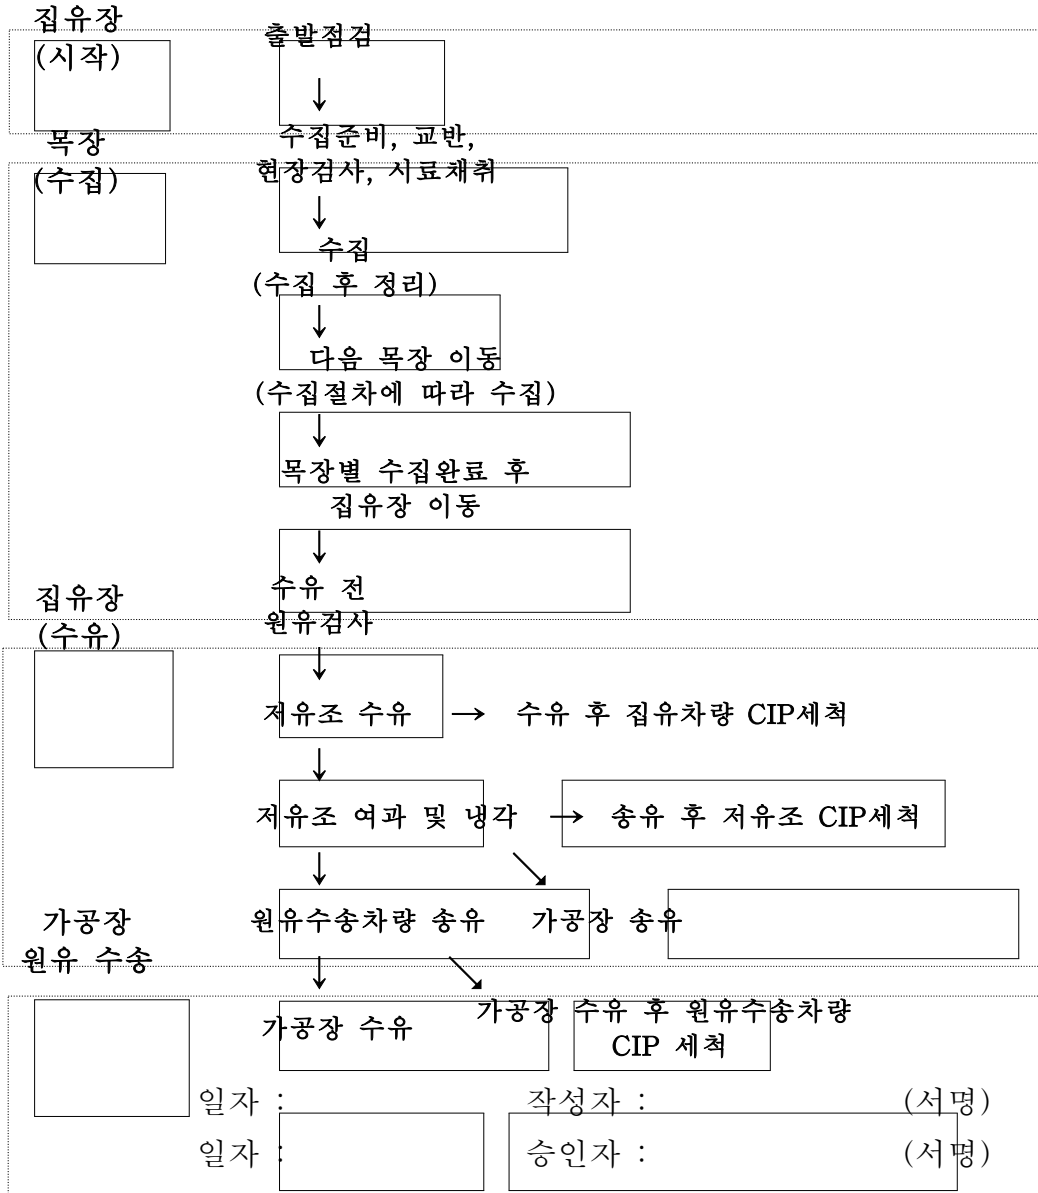 집유장
(시작)
출발점검
↓
목장
(수집)
수집준비, 교반,
현장검사, 시료채취
↓
수집
(수집 후 정리)
↓
다음 목장 이동
(수집절차에 따라 수집)
↓
목장별 수집완료 후
집유장 이동
↓
집유장
(수유)
수유 전
원유검사
↓
저유조 수유 → 수유 후 집유차량 CIP세척
↓
저유조 여과 및 냉각 → 송유 후 저유조 CIP세척
↓ ↘
원유수송차량 송유 가공장 송유
↓ ↘
가공장
원유 수송
가공장 수유
가공장 수유 후 원유수송차량
CIP 세척
일자 : 작성자 : (서명)
일자 : 승인자 : (서명)